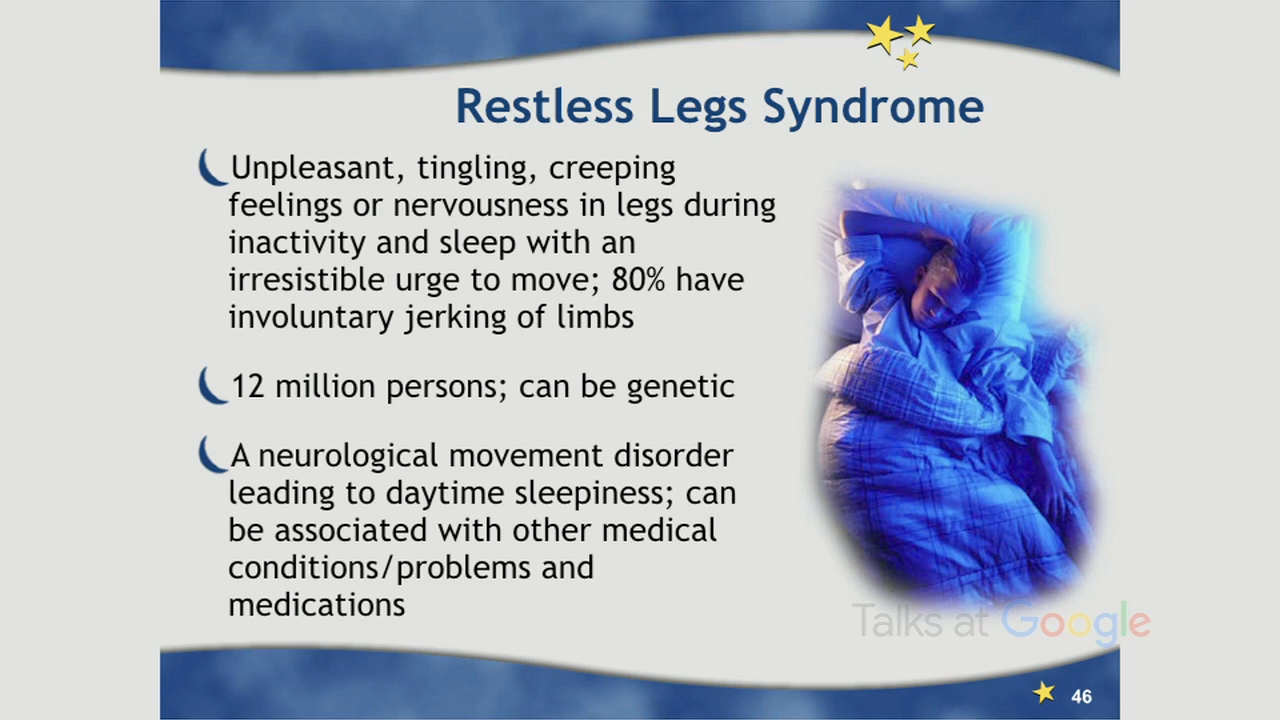 Restless Legs Syndrome
Unpleasant, tingling, creeping
feelings or nervousness in legs during
inactivity and sleep with an
irresistible urge to move; 80% have
involuntary jerking of limbs
12 million persons; can be genetic
A neurological movement disorder
leading to daytime sleepiness; can
be associated with other medical
conditions/problems and
medications
Talks at Google
46